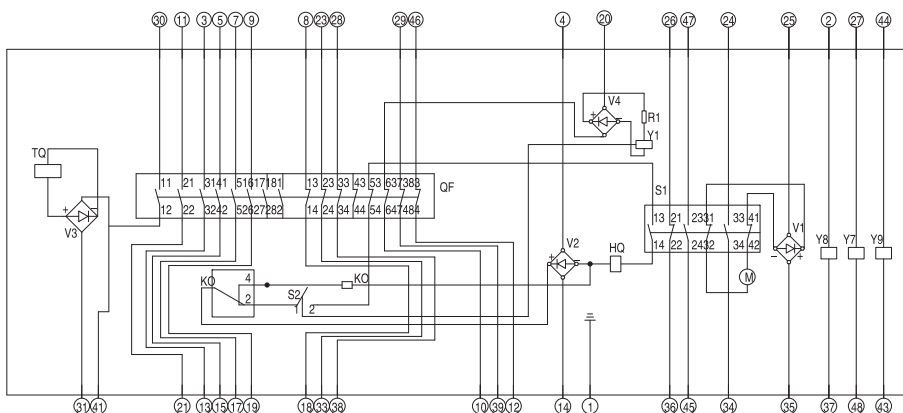 30 11 3 5 7 9 8 23 28 29 46 4 20 26 47 24 25 2 27 44
V4
R1
Y1
TQ
+ -
V3
11 21 31 41 51 61 71 81 13 23 33 43 53 63 73 83
QF
12 22 32 42 52 62 72 82 14 24 34 44 54 64 74 84
S1
13 21 23 31 33 41
14 22 24 32 34 42
V2
+ -
HQ
V1
- +
Y8 Y7 Y9
M
KO
4
2
KO
S2
1 2
31 41 21 13 15 17 19 18 33 38 10 39 12 14 1 36 45 34 35 37 48 43